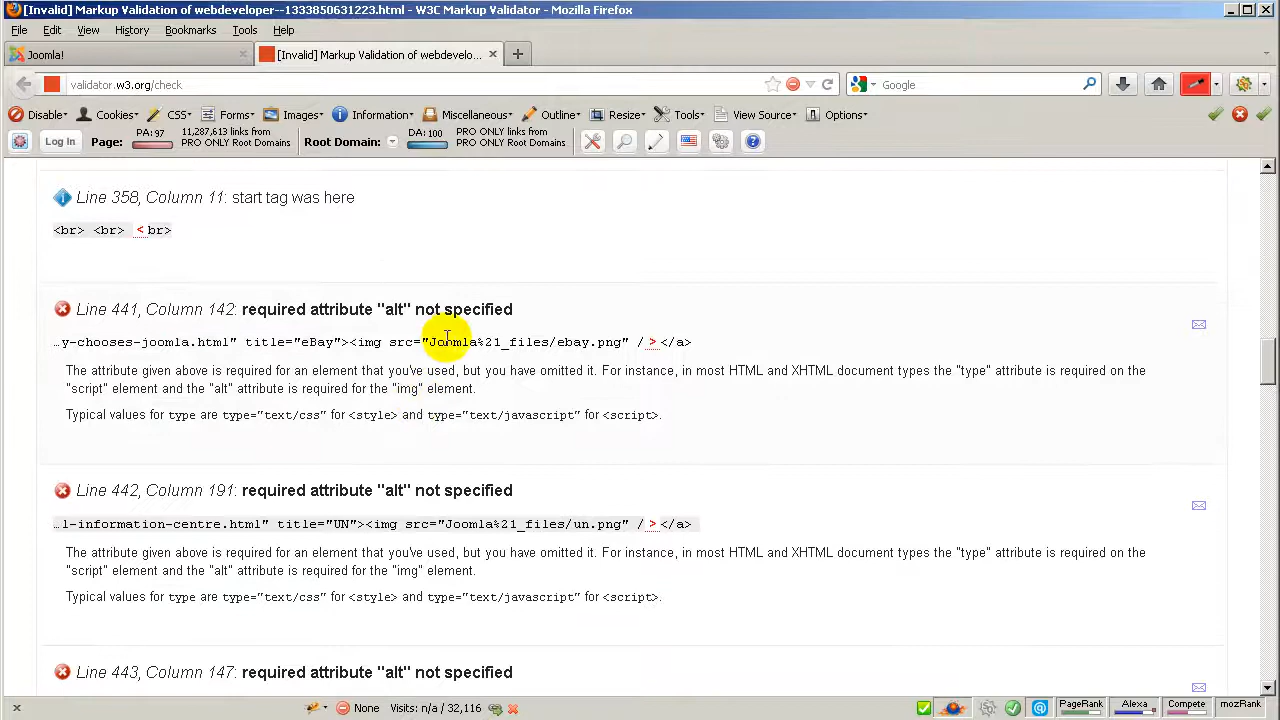 [Invalid] Markup Validation of webdeveloper--1333850631223.html - W3C Markup Validator - Mozilla Firefox
File Edit View History Bookmarks Tools Help
Joomla! [Invalid] Markup Validation of webdevelo...
validator.w3.org/check Google
Disable Cookies CSS Forms Images Information Miscellaneous Outline Resize Tools View Source Options
Log In Page: PA: 97 11,287,613 links from PRO ONLY Root Domains Root Domain: DA: 100 PRO ONLY links from PRO ONLY Root Domains
Line 358, Column 11: start tag was here
<br> <br> <br>
Line 441, Column 142: required attribute "alt" not specified
…y-chooses-joomla.html" title="eBay"><img src="Joomla%21_files/ebay.png" /></a>
The attribute given above is required for an element that you've used, but you have omitted it. For instance, in most HTML and XHTML document types the "type" attribute is required on the
"script" element and the "alt" attribute is required for the "img" element.
Typical values for type are type="text/css" for <style> and type="text/javascript" for <script>.
Line 442, Column 191: required attribute "alt" not specified
…l-information-centre.html" title="UN"><img src="Joomla%21_files/un.png" /></a>
The attribute given above is required for an element that you've used, but you have omitted it. For instance, in most HTML and XHTML document types the "type" attribute is required on the
"script" element and the "alt" attribute is required for the "img" element.
Typical values for type are type="text/css" for <style> and type="text/javascript" for <script>.
Line 443, Column 147: required attribute "alt" not specified
None Visits: n/a / 32,116 PageRank Alexa Compete mozRank